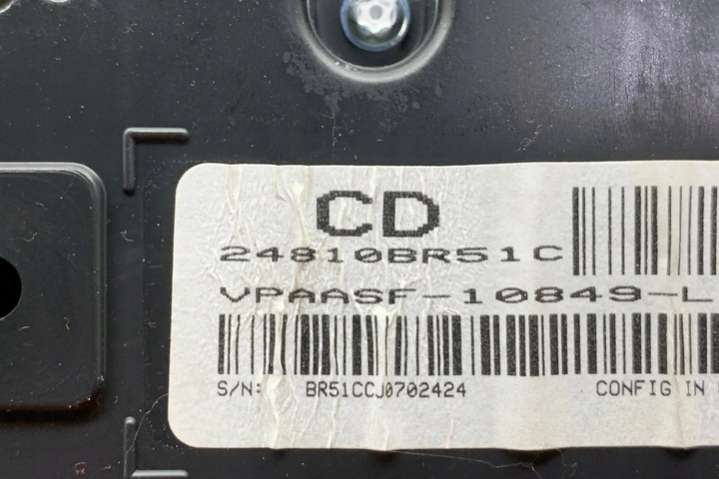 CD
24810BR51C
VPAASF-10849-L
S/N: BR51CCJ0702424
CONFIG IN